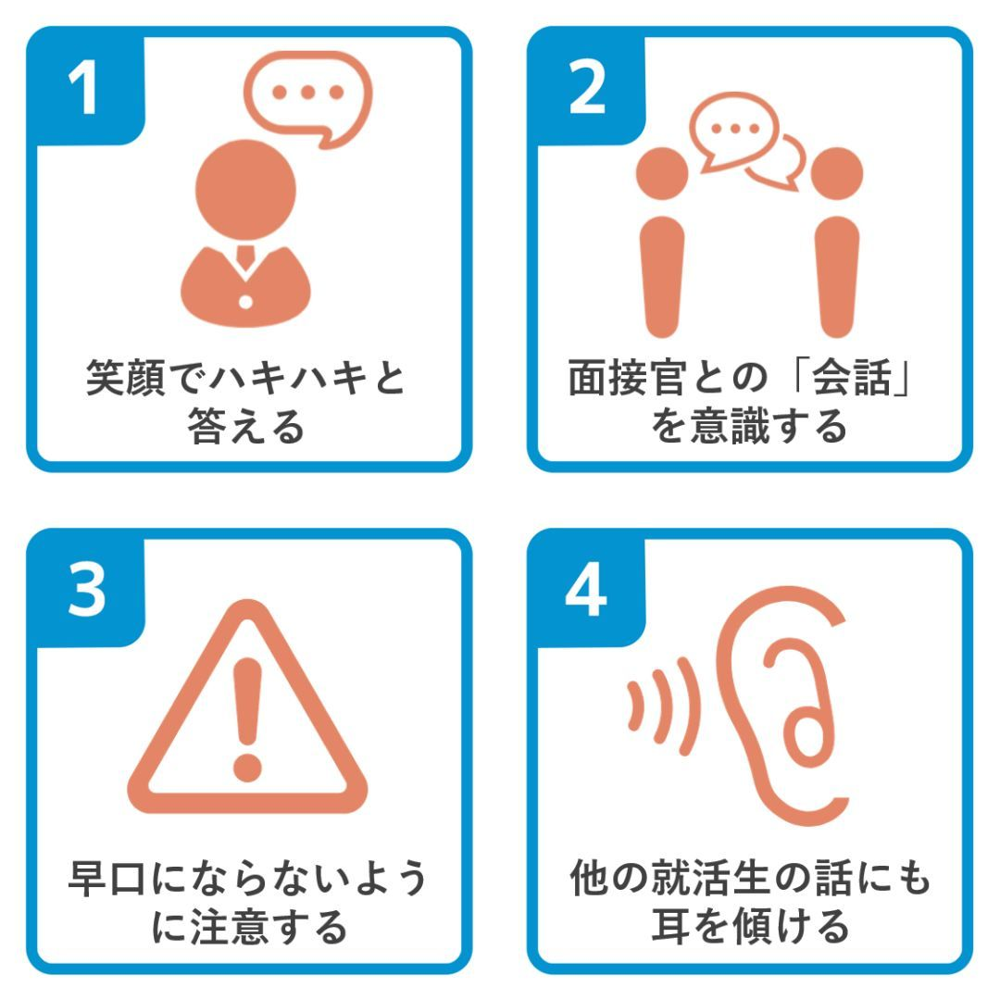 1
笑顔でハキハキと
答える
2
面接官との「会話」
を意識する
3
早口にならないよう
に注意する
4
他の就活生の話にも
耳を傾ける